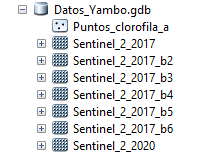 Datos_Yambo.gdb
Puntos_clorofila_a
Sentinel_2_2017
Sentinel_2_2017_b2
Sentinel_2_2017_b3
Sentinel_2_2017_b4
Sentinel_2_2017_b5
Sentinel_2_2017_b6
Sentinel_2_2020